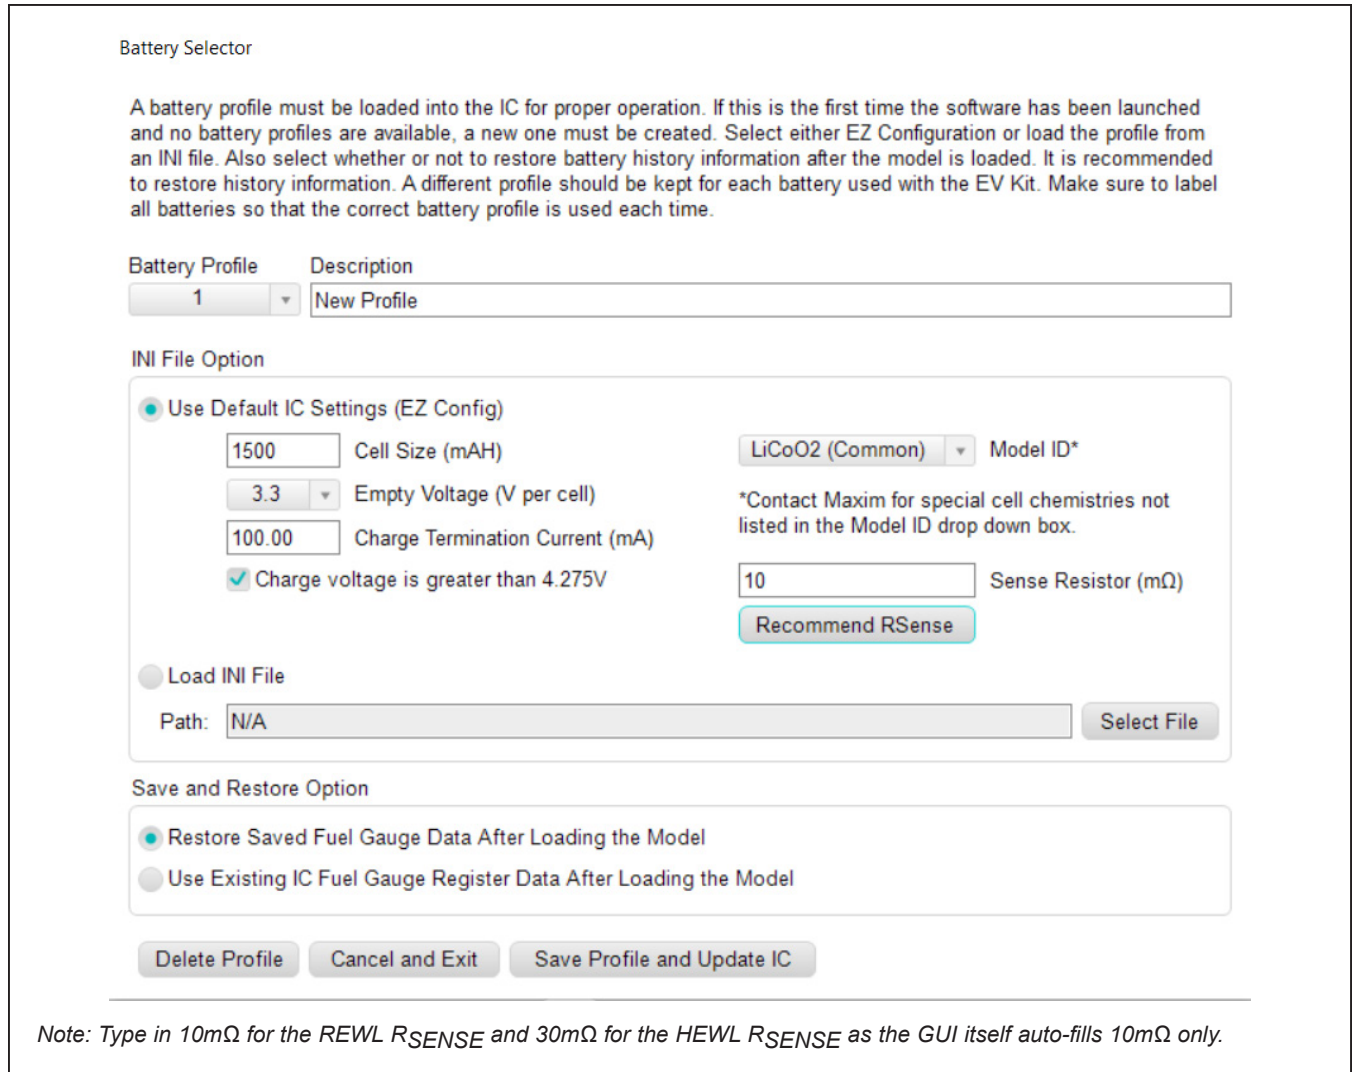 Battery Selector
A battery profile must be loaded into the IC for proper operation. If this is the first time the software has been launched
and no battery profiles are available, a new one must be created. Select either EZ Configuration or load the profile from
an INI file. Also select whether or not to restore battery history information after the model is loaded. It is recommended
to restore history information. A different profile should be kept for each battery used with the EV Kit. Make sure to label
all batteries so that the correct battery profile is used each time.
Battery Profile Description
1 New Profile
INI File Option
Use Default IC Settings (EZ Config)
1500 Cell Size (mAH) LiCoO2 (Common) Model ID*
3.3 Empty Voltage (V per cell)
*Contact Maxim for special cell chemistries not
listed in the Model ID drop down box.
100.00 Charge Termination Current (mA)
Charge voltage is greater than 4.275V
10 Sense Resistor (mΩ)
Recommend RSense
Load INI File
Path: N/A Select File
Save and Restore Option
Restore Saved Fuel Gauge Data After Loading the Model
Use Existing IC Fuel Gauge Register Data After Loading the Model
Delete Profile Cancel and Exit Save Profile and Update IC
Note: Type in 10mΩ for the REWL RSENSE and 30mΩ for the HEWL RSENSE as the GUI itself auto-fills 10mΩ only.